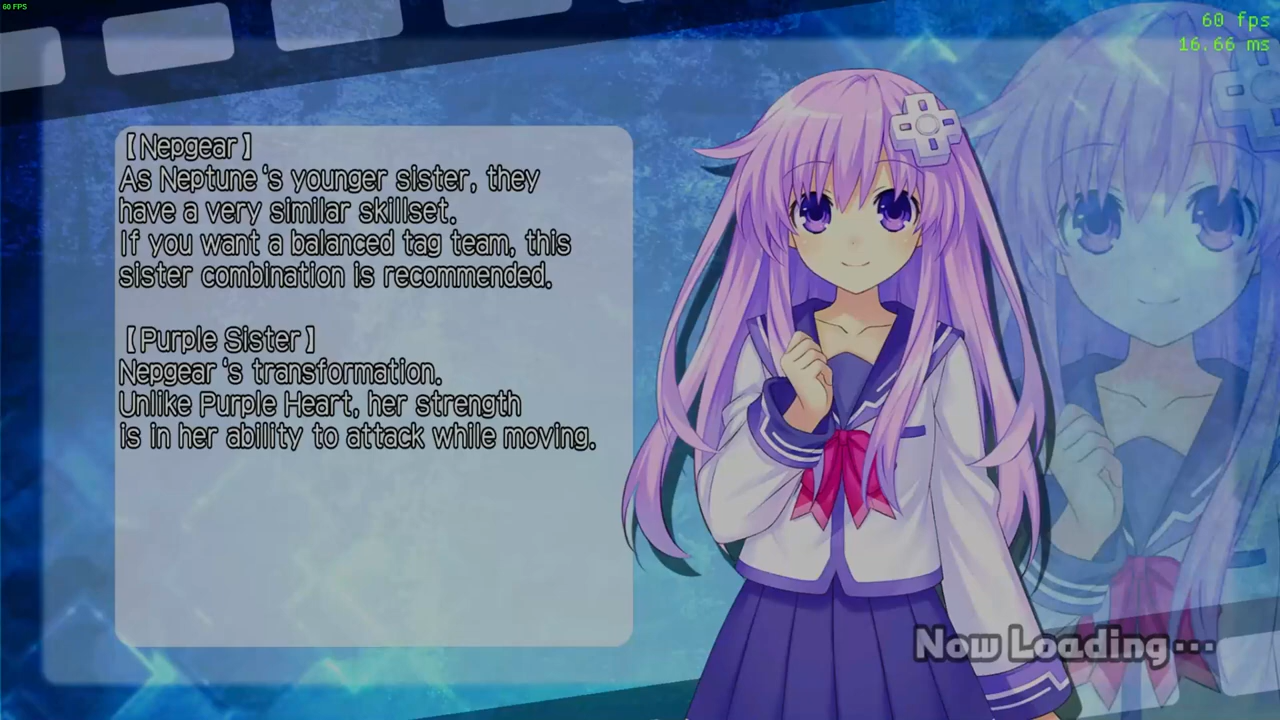 60 FPS
60 fps
16.66 ms
【Nepgear】
As Neptune‘s younger sister, they
have a very similar skillset.
If you want a balanced tag team, this
sister combination is recommended.
【Purple Sister】
Nepgear‘s transformation.
Unlike Purple Heart, her strength
is in her ability to attack while moving.
Now Loading…